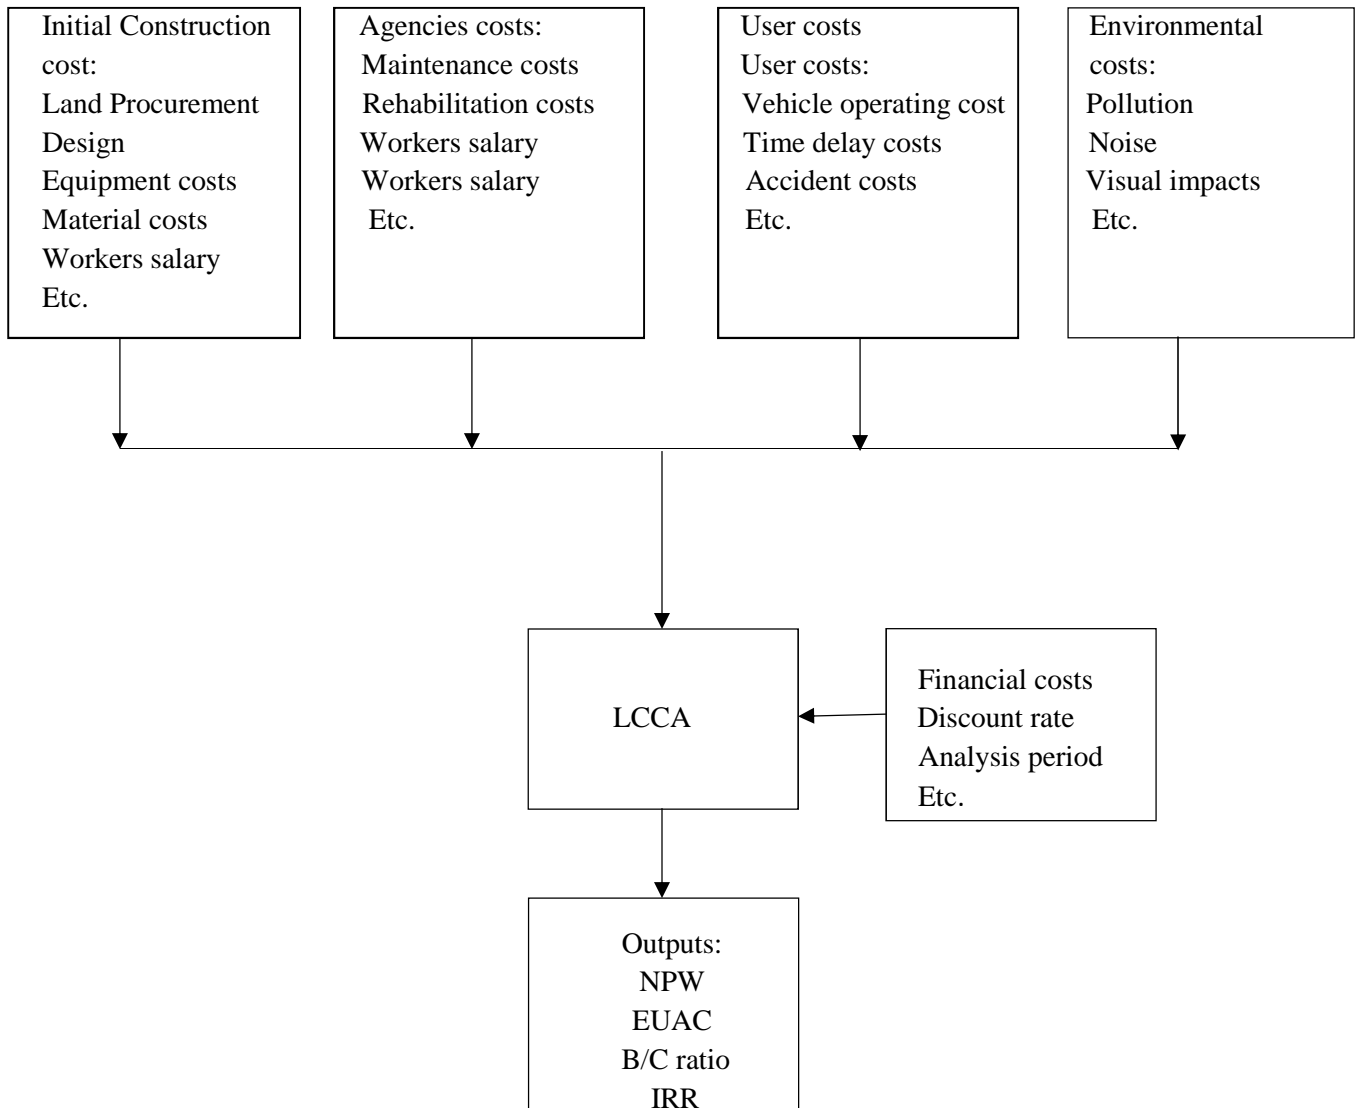 Initial Construction
cost:
Land Procurement
Design
Equipment costs
Material costs
Workers salary
Etc.
Agencies costs:
Maintenance costs
Rehabilitation costs
Workers salary
Workers salary
Etc.
User costs
User costs:
Vehicle operating cost
Time delay costs
Accident costs
Etc.
Environmental
costs:
Pollution
Noise
Visual impacts
Etc.
LCCA
Financial costs
Discount rate
Analysis period
Etc.
Outputs:
NPW
EUAC
B/C ratio
IRR